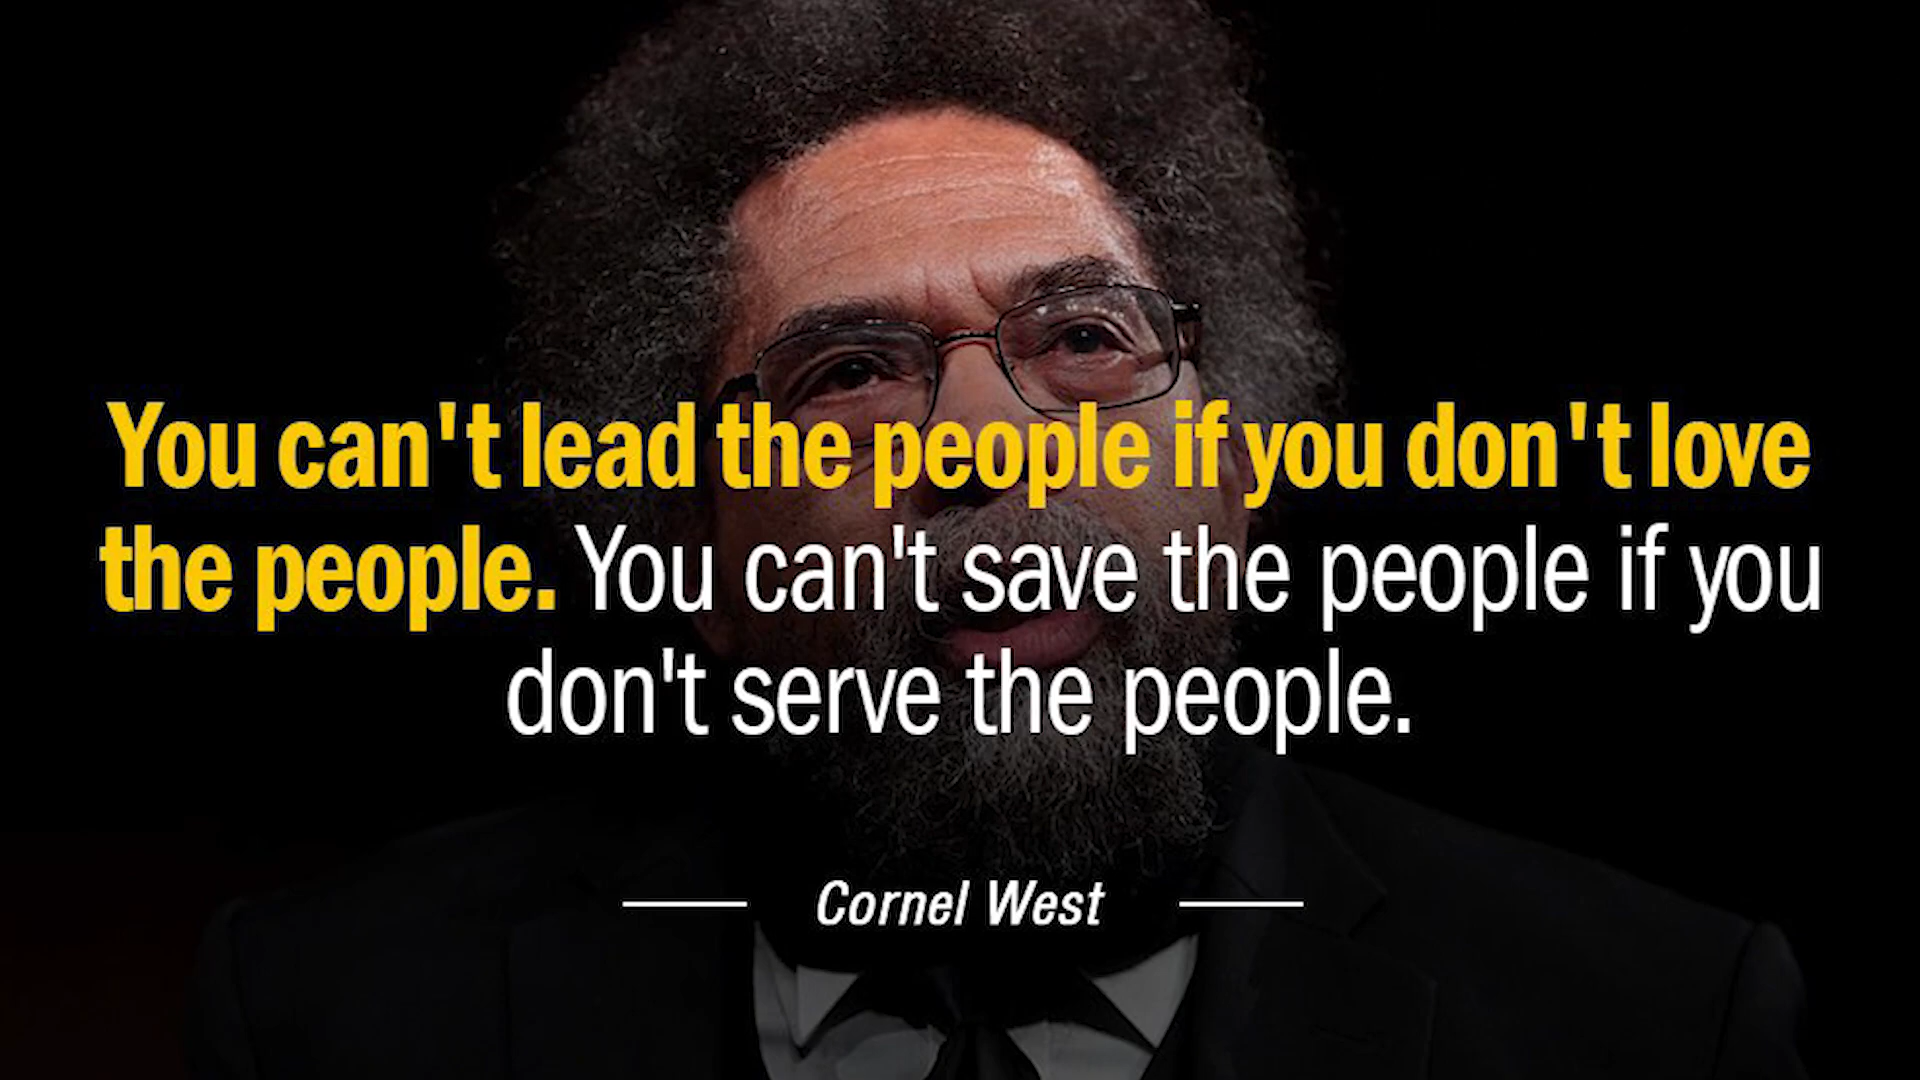 You can't lead the people if you don't love
the people. You can't save the people if you
don't serve the people.
Cornel West